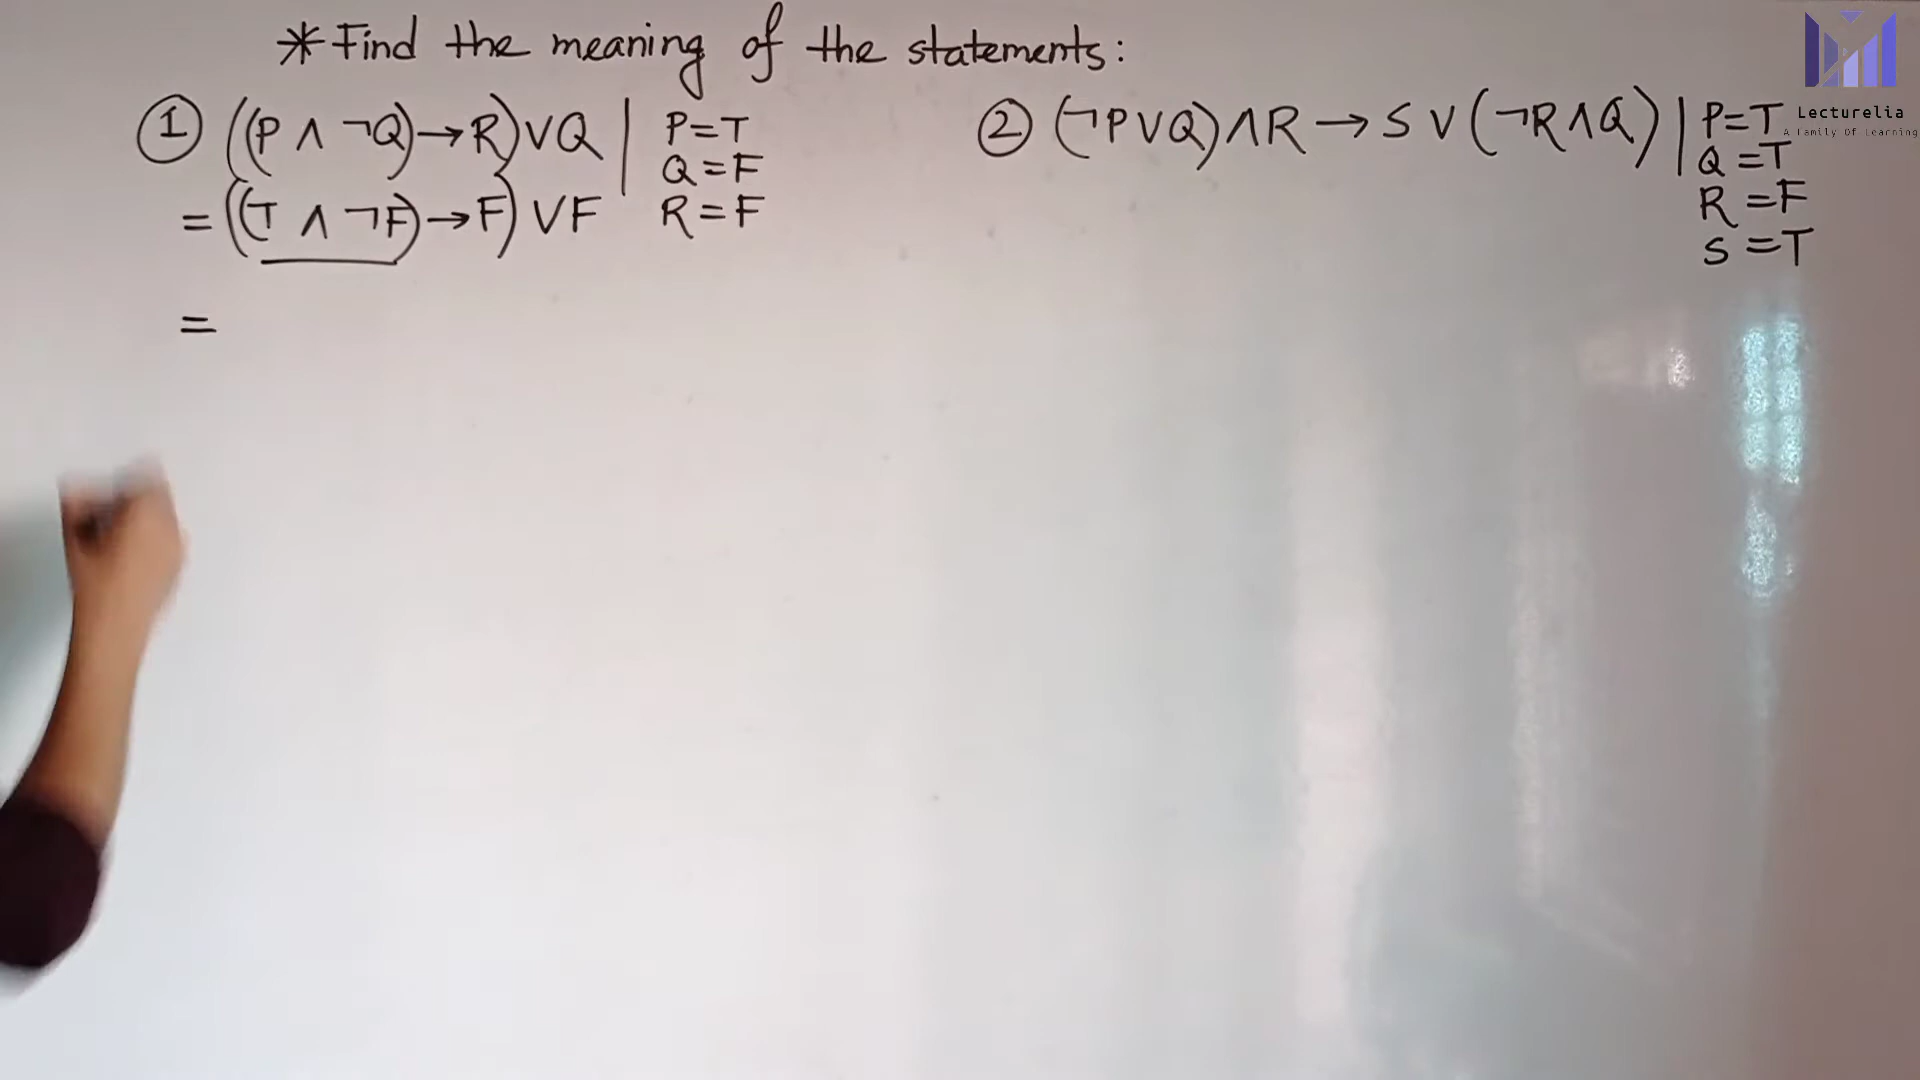 * Find the meaning of the statements:
① ((P ∧ ¬Q)→R)∨Q | P=T
Q=F
R=F
= ((T ∧ ¬F)→F) ∨F
=
② (¬P∨Q)∧R → S ∨ (¬R∧Q) | P=T
Q=T
R=F
S=T
Lecturelia
A Family Of Learning